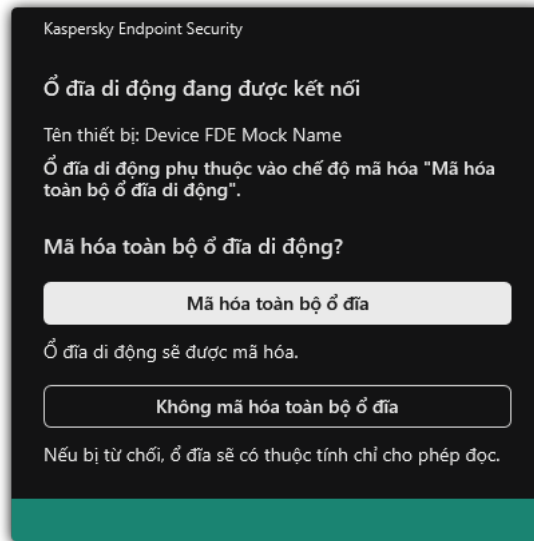 Kaspersky Endpoint Security
Ổ đĩa di động đang được kết nối
Tên thiết bị: Device FDE Mock Name
Ổ đĩa di động phụ thuộc vào chế độ mã hóa "Mã hóa
toàn bộ ổ đĩa di động".
Mã hóa toàn bộ ổ đĩa di động?
Mã hóa toàn bộ ổ đĩa
Ổ đĩa di động sẽ được mã hóa.
Không mã hóa toàn bộ ổ đĩa
Nếu bị từ chối, ổ đĩa sẽ có thuộc tính chỉ cho phép đọc.